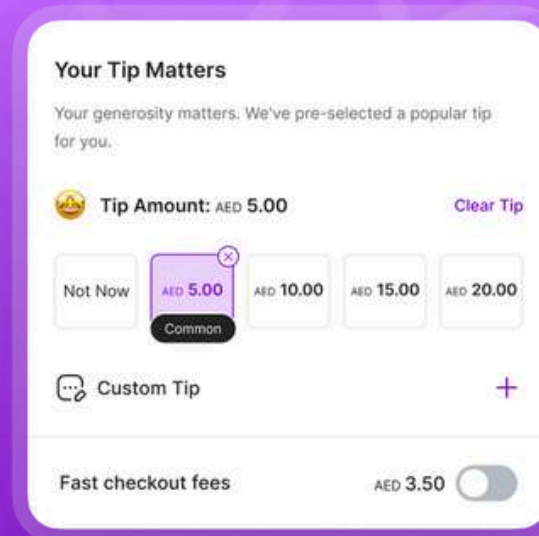 Your Tip Matters
Your generosity matters. We've pre-selected a popular tip
for you.
Tip Amount: AED 5.00 Clear Tip
Not Now AED 5.00 AED 10.00 AED 15.00 AED 20.00
Common
Custom Tip
Fast checkout fees AED 3.50